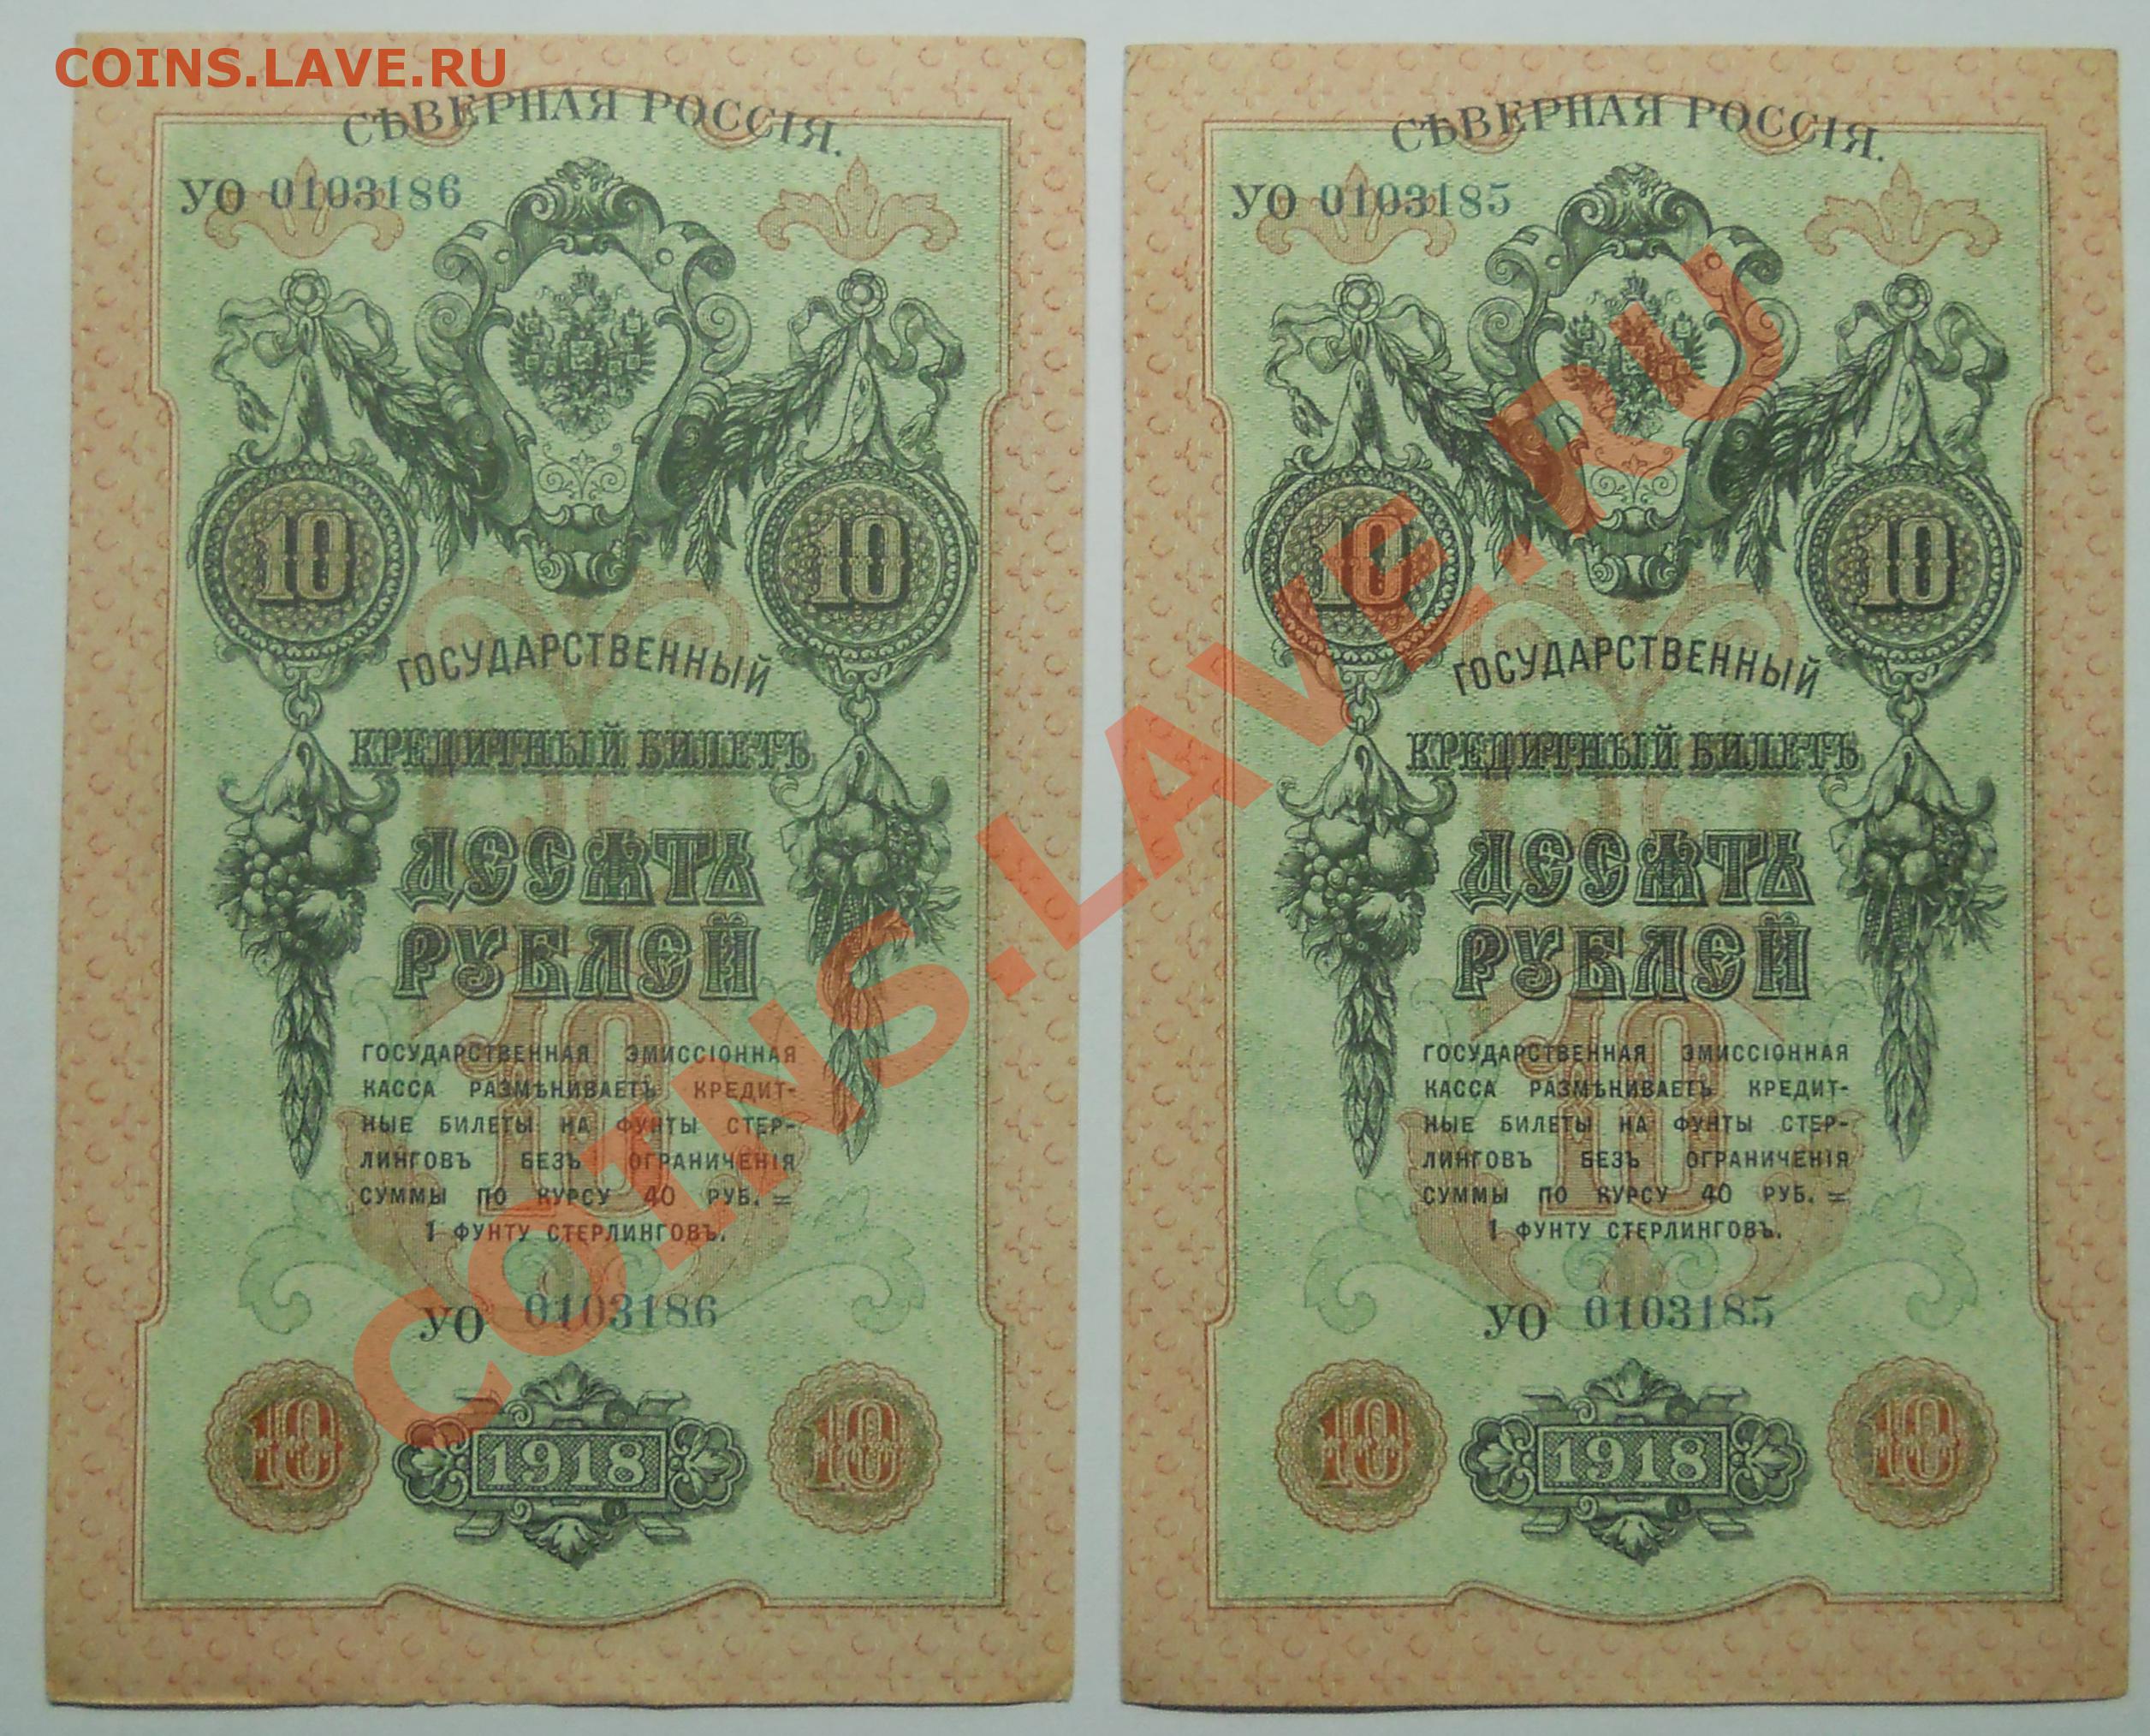 COINS.LAVE.RU
СѢВЕРНАЯ РОССІЯ.
УО 0103186
10 10
ГОСУДАРСТВЕННЫЙ
КРЕДИТНЫЙ БИЛЕТЪ
ДЕСЯТЬ
РУБЛЕЙ
10
ГОСУДАРСТВЕННАЯ ЭМИССІОННАЯ
КАССА РАЗМѢНИВАЕТЪ КРЕДИТ-
НЫЕ БИЛЕТЫ НА ФУНТЫ СТЕР-
ЛИНГОВЪ БЕЗЪ ОГРАНИЧЕНІЯ
СУММЫ ПО КУРСУ 40 РУБ. =
1 ФУНТУ СТЕРЛИНГОВЪ.
УО 0103186
10 1918 10
СѢВЕРНАЯ РОССІЯ.
УО 0103185
10 10
ГОСУДАРСТВЕННЫЙ
КРЕДИТНЫЙ БИЛЕТЪ
ДЕСЯТЬ
РУБЛЕЙ
10
ГОСУДАРСТВЕННАЯ ЭМИССІОННАЯ
КАССА РАЗМѢНИВАЕТЪ КРЕДИТ-
НЫЕ БИЛЕТЫ НА ФУНТЫ СТЕР-
ЛИНГОВЪ БЕЗЪ ОГРАНИЧЕНІЯ
СУММЫ ПО КУРСУ 40 РУБ. =
1 ФУНТУ СТЕРЛИНГОВЪ.
УО 0103185
10 1918 10
COINS.LAVE.RU